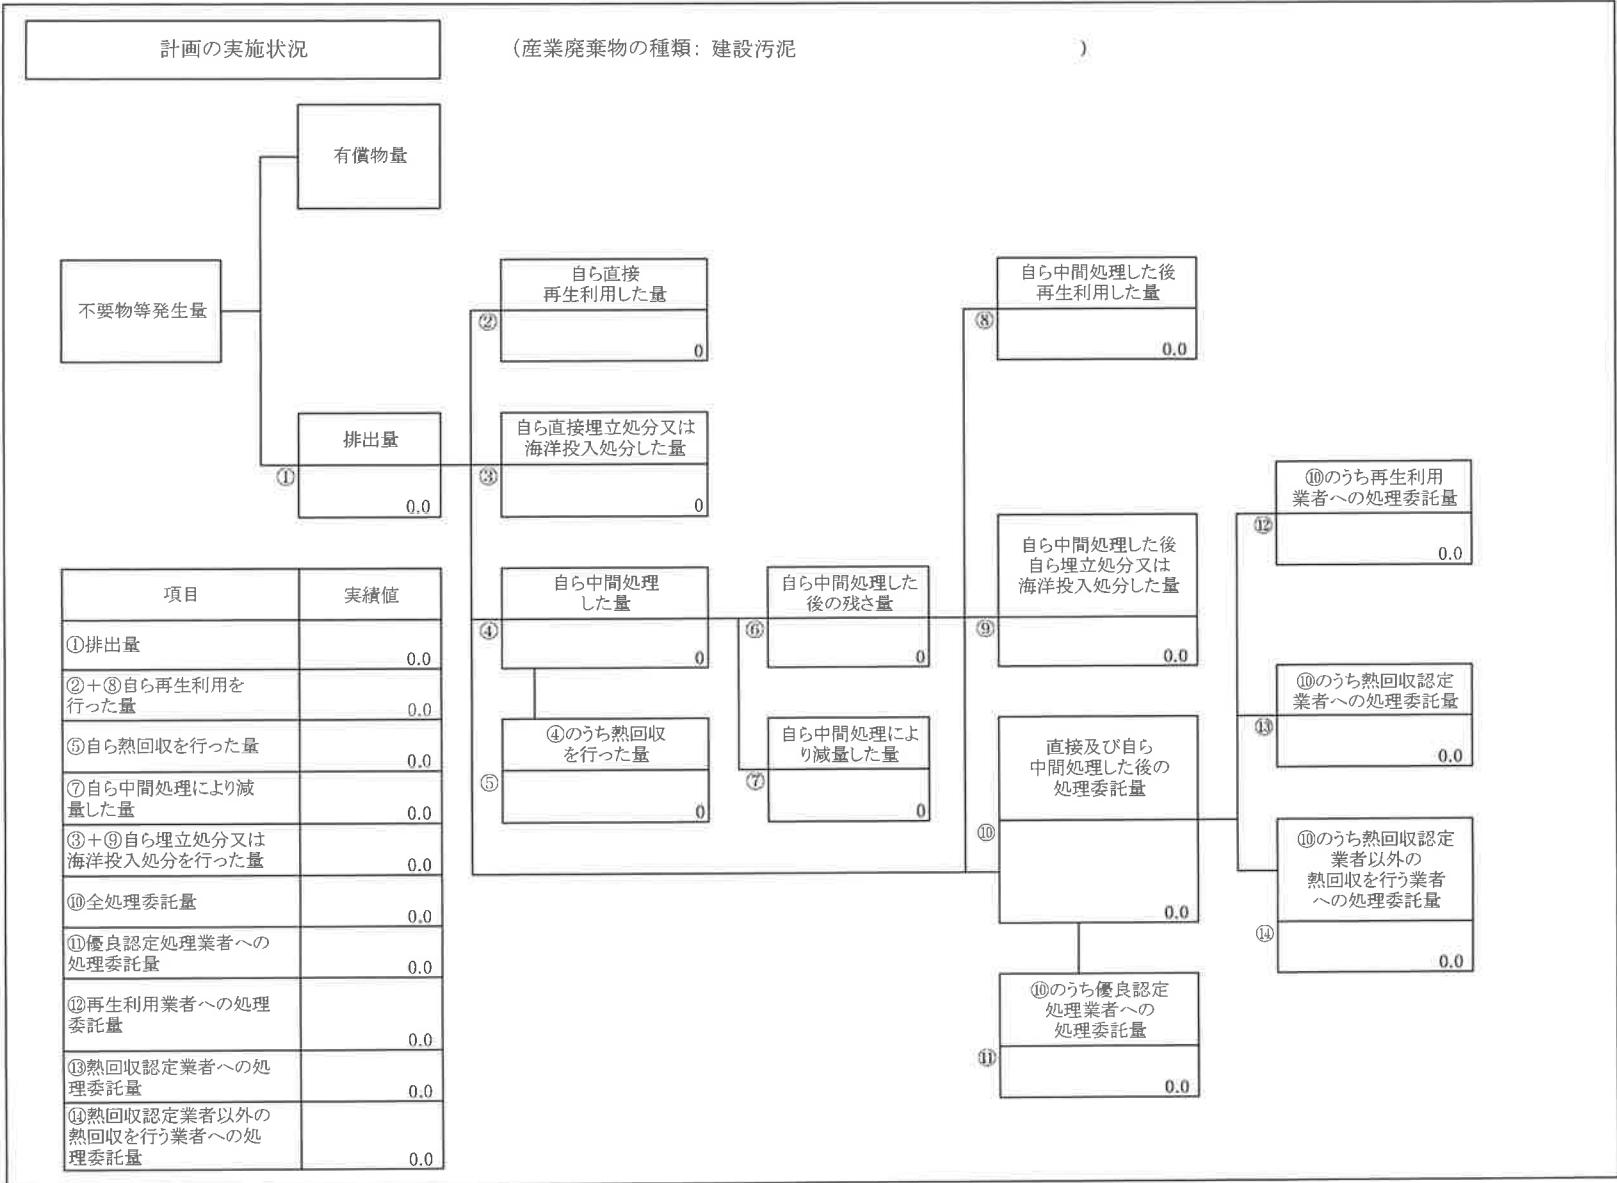 計画の実施状況
（産業廃棄物の種類：建設汚泥　）
有償物量
不要物等発生量
排出量
①
0.0
自ら直接
再生利用した量
②
0
自ら直接埋立処分又は
海洋投入処分した量
③
0
自ら中間処理
した量
④
0
④のうち熱回収
を行った量
⑤
0
自ら中間処理した
後の残さ量
⑥
0
自ら中間処理によ
り減量した量
⑦
0
自ら中間処理した後
再生利用した量
⑧
0.0
自ら中間処理した後
自ら埋立処分又は
海洋投入処分した量
⑨
0.0
直接及び自ら
中間処理した後の
処理委託量
⑩
0.0
⑩のうち優良認定
処理業者への
処理委託量
⑪
0.0
⑩のうち再生利用
業者への処理委託量
⑫
0.0
⑩のうち熱回収認定
業者への処理委託量
⑬
0.0
⑩のうち熱回収認定
業者以外の
熱回収を行う業者
への処理委託量
⑭
0.0
項目 実績値
①排出量
0.0
②＋⑧自ら再生利用を
行った量
0.0
⑤自ら熱回収を行った量
0.0
⑦自ら中間処理により減
量した量
0.0
③＋⑨自ら埋立処分又は
海洋投入処分を行った量
0.0
⑩全処理委託量
0.0
⑪優良認定処理業者への
処理委託量
0.0
⑫再生利用業者への処理
委託量
0.0
⑬熱回収認定業者への処
理委託量
0.0
⑭熱回収認定業者以外の
熱回収を行う業者への処
理委託量
0.0